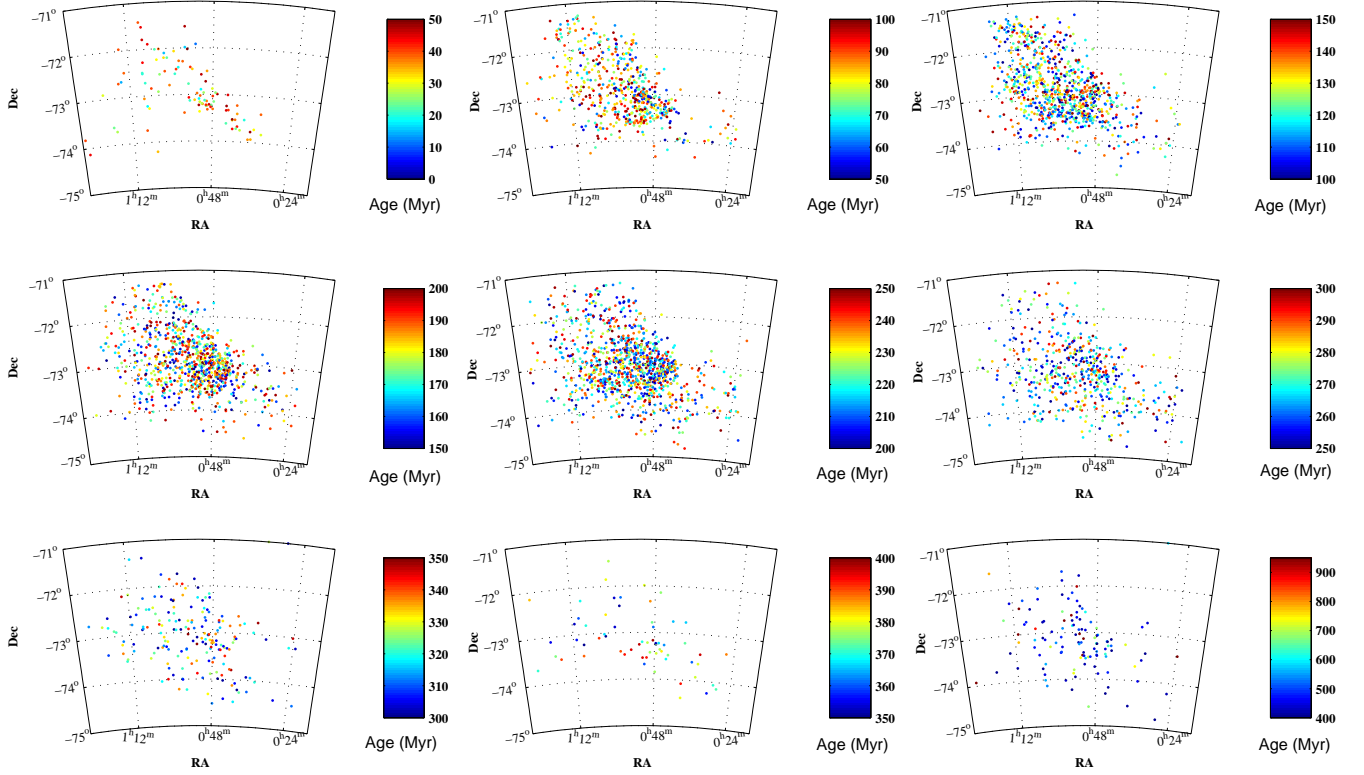 −71° 50 −71° 100 −71° 150
−72° 40 −72° 90 −72° 140
Dec −73° 30 Dec −73° 80 Dec −73° 130
−74° 20 −74° 70 −74° 120
10 60 110
−75° 0 −75° 50 −75° 100
1h12m 0h48m 0h24m 1h12m 0h48m 0h24m 1h12m 0h48m 0h24m
Age (Myr) Age (Myr) Age (Myr)
RA RA RA
−71° 200 −71° 250 −71° 300
−72° 190 −72° 240 −72° 290
Dec −73° 180 Dec −73° 230 Dec −73° 280
−74° 170 −74° 220 −74° 270
160 210 260
−75° 150 −75° 200 −75° 250
1h12m 0h48m 0h24m 1h12m 0h48m 0h24m 1h12m 0h48m 0h24m
Age (Myr) Age (Myr) Age (Myr)
RA RA RA
−71° 350 −71° 400 −71° 900
−72° 340 −72° 390 −72° 800
Dec −73° 330 Dec −73° 380 Dec −73° 700
−74° 320 −74° 370 −74° 600
310 360 500
−75° 300 −75° 350 −75° 400
1h12m 0h48m 0h24m 1h12m 0h48m 0h24m 1h12m 0h48m 0h24m
Age (Myr) Age (Myr) Age (Myr)
RA RA RA